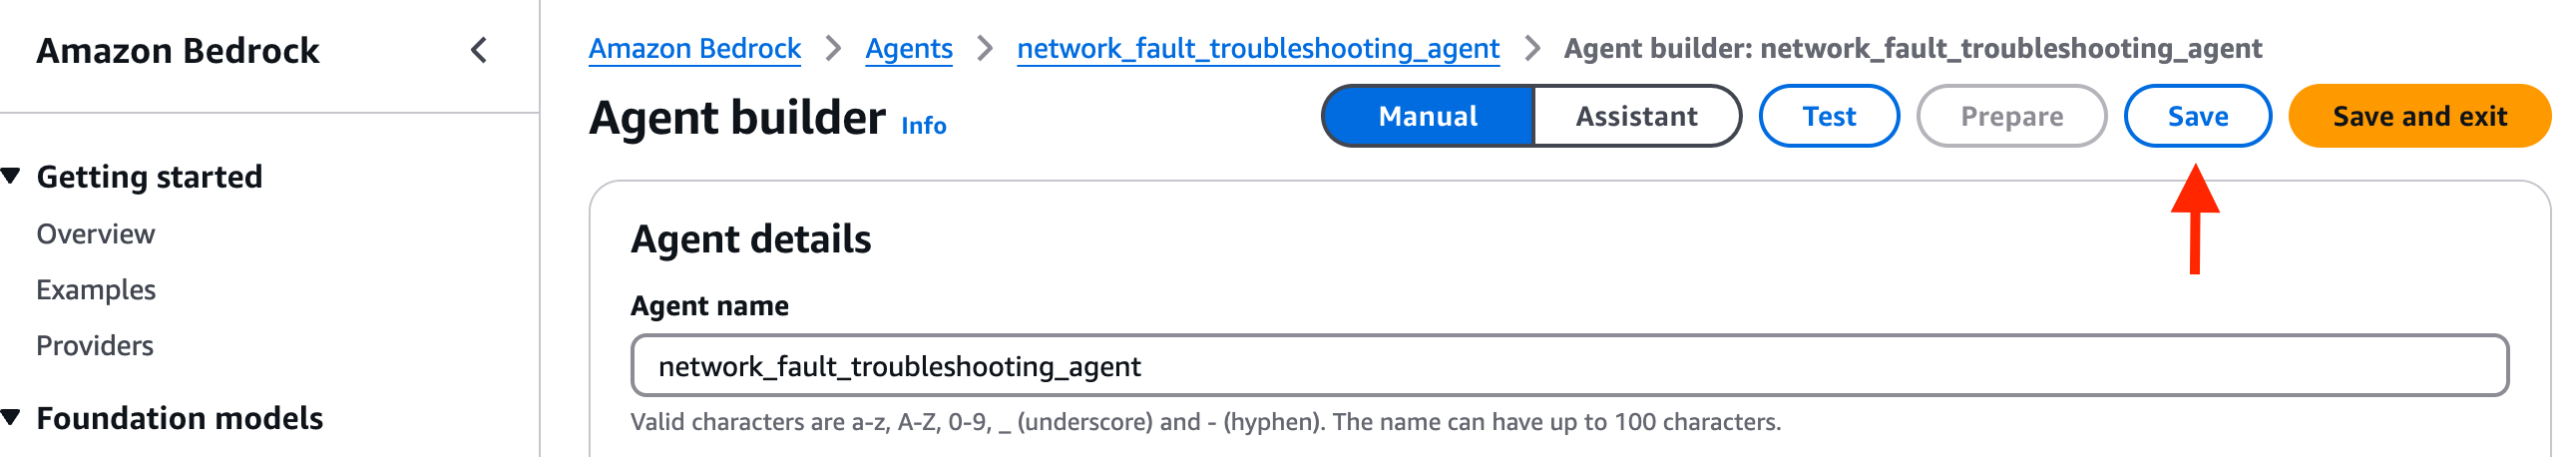 Amazon Bedrock
Getting started
Overview
Examples
Providers
Foundation models
Amazon Bedrock > Agents > network_fault_troubleshooting_agent > Agent builder: network_fault_troubleshooting_agent
Agent builder Info Manual Assistant Test Prepare Save Save and exit
Agent details
Agent name
network_fault_troubleshooting_agent
Valid characters are a-z, A-Z, 0-9, _ (underscore) and - (hyphen). The name can have up to 100 characters.